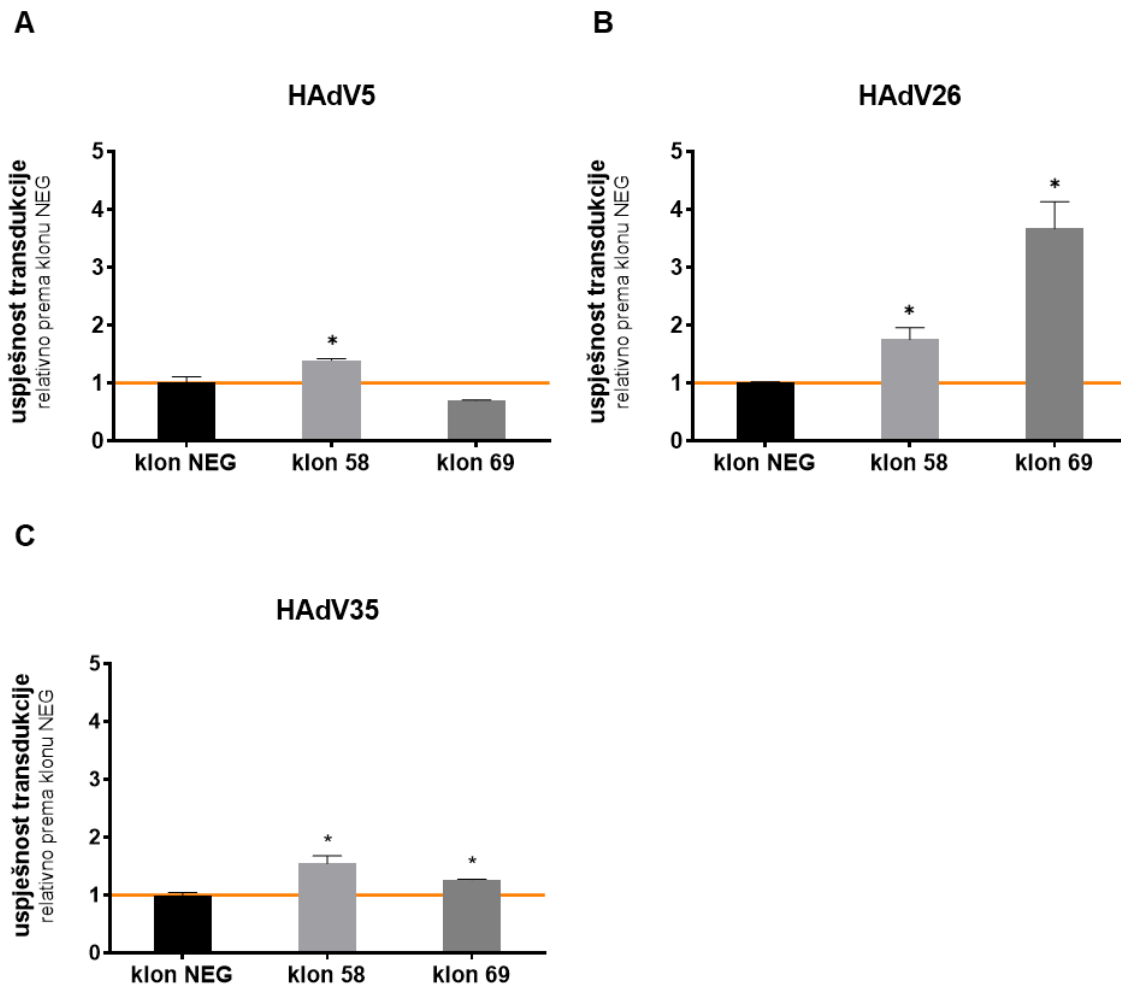 A
HAdV5
uspješnost transdukcije
relativno prema klonu NEG
5
4
3
2
1
0
*
klon NEG klon 58 klon 69
B
HAdV26
uspješnost transdukcije
relativno prema klonu NEG
5
4
3
2
1
0
*
*
klon NEG klon 58 klon 69
C
HAdV35
uspješnost transdukcije
relativno prema klonu NEG
5
4
3
2
1
0
*
*
klon NEG klon 58 klon 69